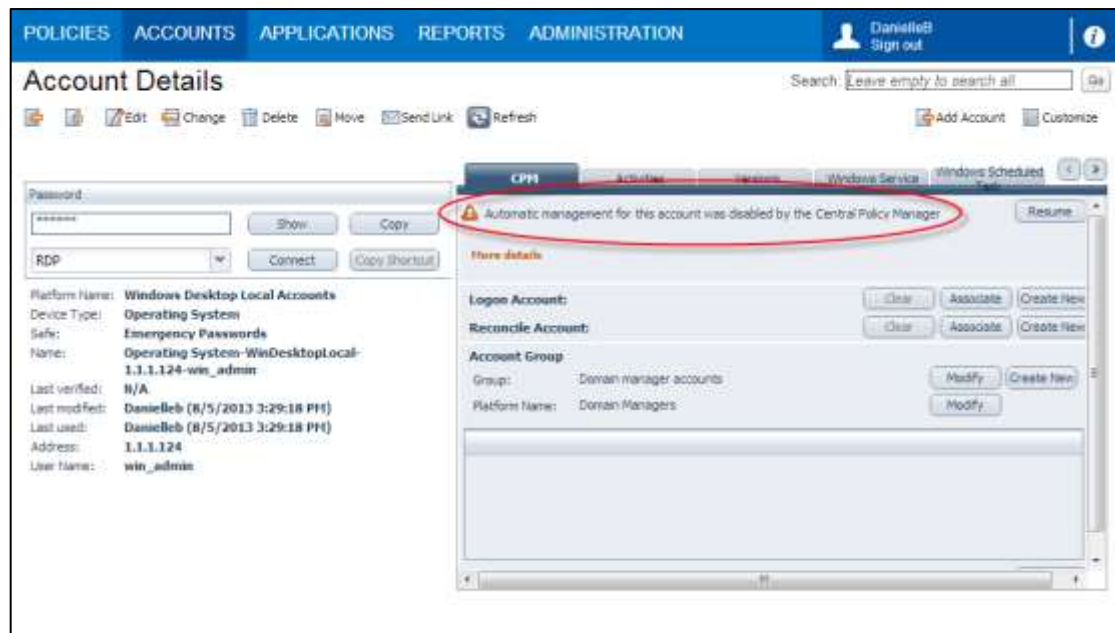 POLICIES ACCOUNTS APPLICATIONS REPORTS ADMINISTRATION DanielleB
Sign out
Account Details Search: Leave empty to search all Go
Edit Change Delete Move Send Link Refresh Add Account Customize
CPM Activities Versions Windows Service Windows Scheduled Task
Password
****** Show Copy
RDP Connect Copy Shortcut
Platform Name: Windows Desktop Local Accounts
Device Type: Operating System
Safe: Emergency Passwords
Name: Operating System-WinDesktopLocal-
1.1.1.124-win_admin
Last verified: N/A
Last modified: Danielleb (8/5/2013 3:29:18 PM)
Last used: Danielleb (8/5/2013 3:29:18 PM)
Address: 1.1.1.124
User Name: win_admin
Automatic management for this account was disabled by the Central Policy Manager Resume
More details
Logon Account: Clear Associate Create New
Reconcile Account: Clear Associate Create New
Account Group
Group: Domain manager accounts Modify Create New
Platform Name: Domain Managers Modify